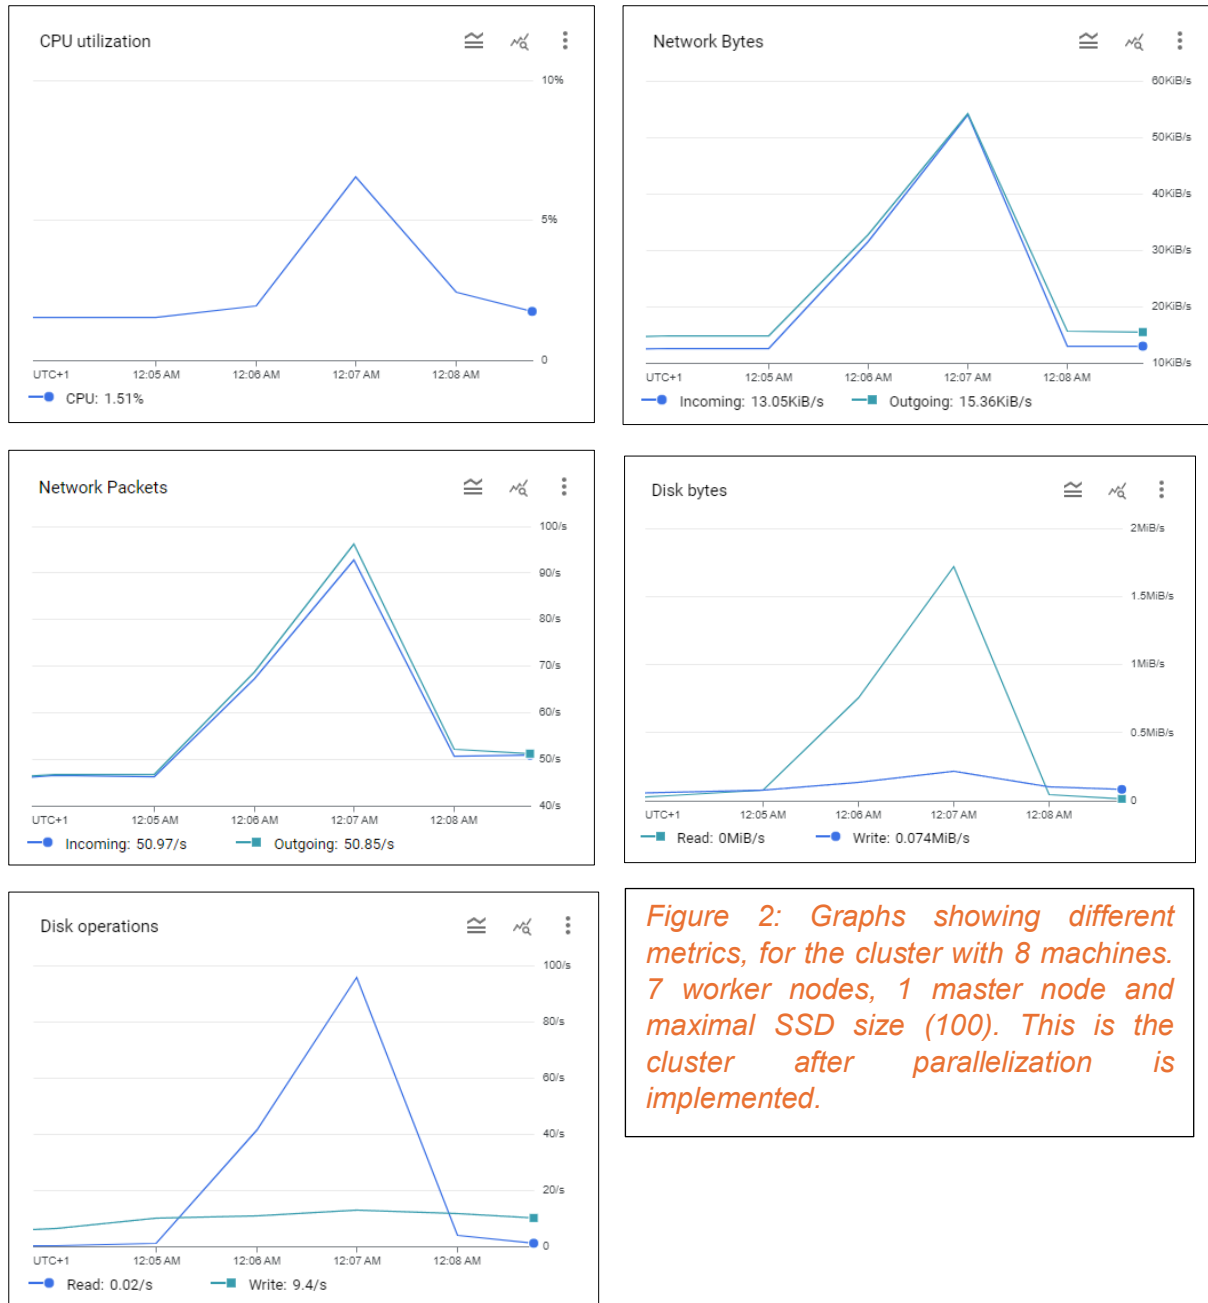 CPU utilization
10%
5%
0
UTC+1 12:05 AM 12:06 AM 12:07 AM 12:08 AM
CPU: 1.51%
Network Bytes
60KiB/s
50KiB/s
40KiB/s
30KiB/s
20KiB/s
10KiB/s
UTC+1 12:05 AM 12:06 AM 12:07 AM 12:08 AM
Incoming: 13.05KiB/s Outgoing: 15.36KiB/s
Network Packets
100/s
90/s
80/s
70/s
60/s
50/s
40/s
UTC+1 12:05 AM 12:06 AM 12:07 AM 12:08 AM
Incoming: 50.97/s Outgoing: 50.85/s
Disk bytes
2MiB/s
1.5MiB/s
1MiB/s
0.5MiB/s
0
UTC+1 12:05 AM 12:06 AM 12:07 AM 12:08 AM
Read: 0MiB/s Write: 0.074MiB/s
Disk operations
100/s
80/s
60/s
40/s
20/s
0
UTC+1 12:05 AM 12:06 AM 12:07 AM 12:08 AM
Read: 0.02/s Write: 9.4/s
Figure 2: Graphs showing different
metrics, for the cluster with 8 machines.
7 worker nodes, 1 master node and
maximal SSD size (100). This is the
cluster after parallelization is
implemented.